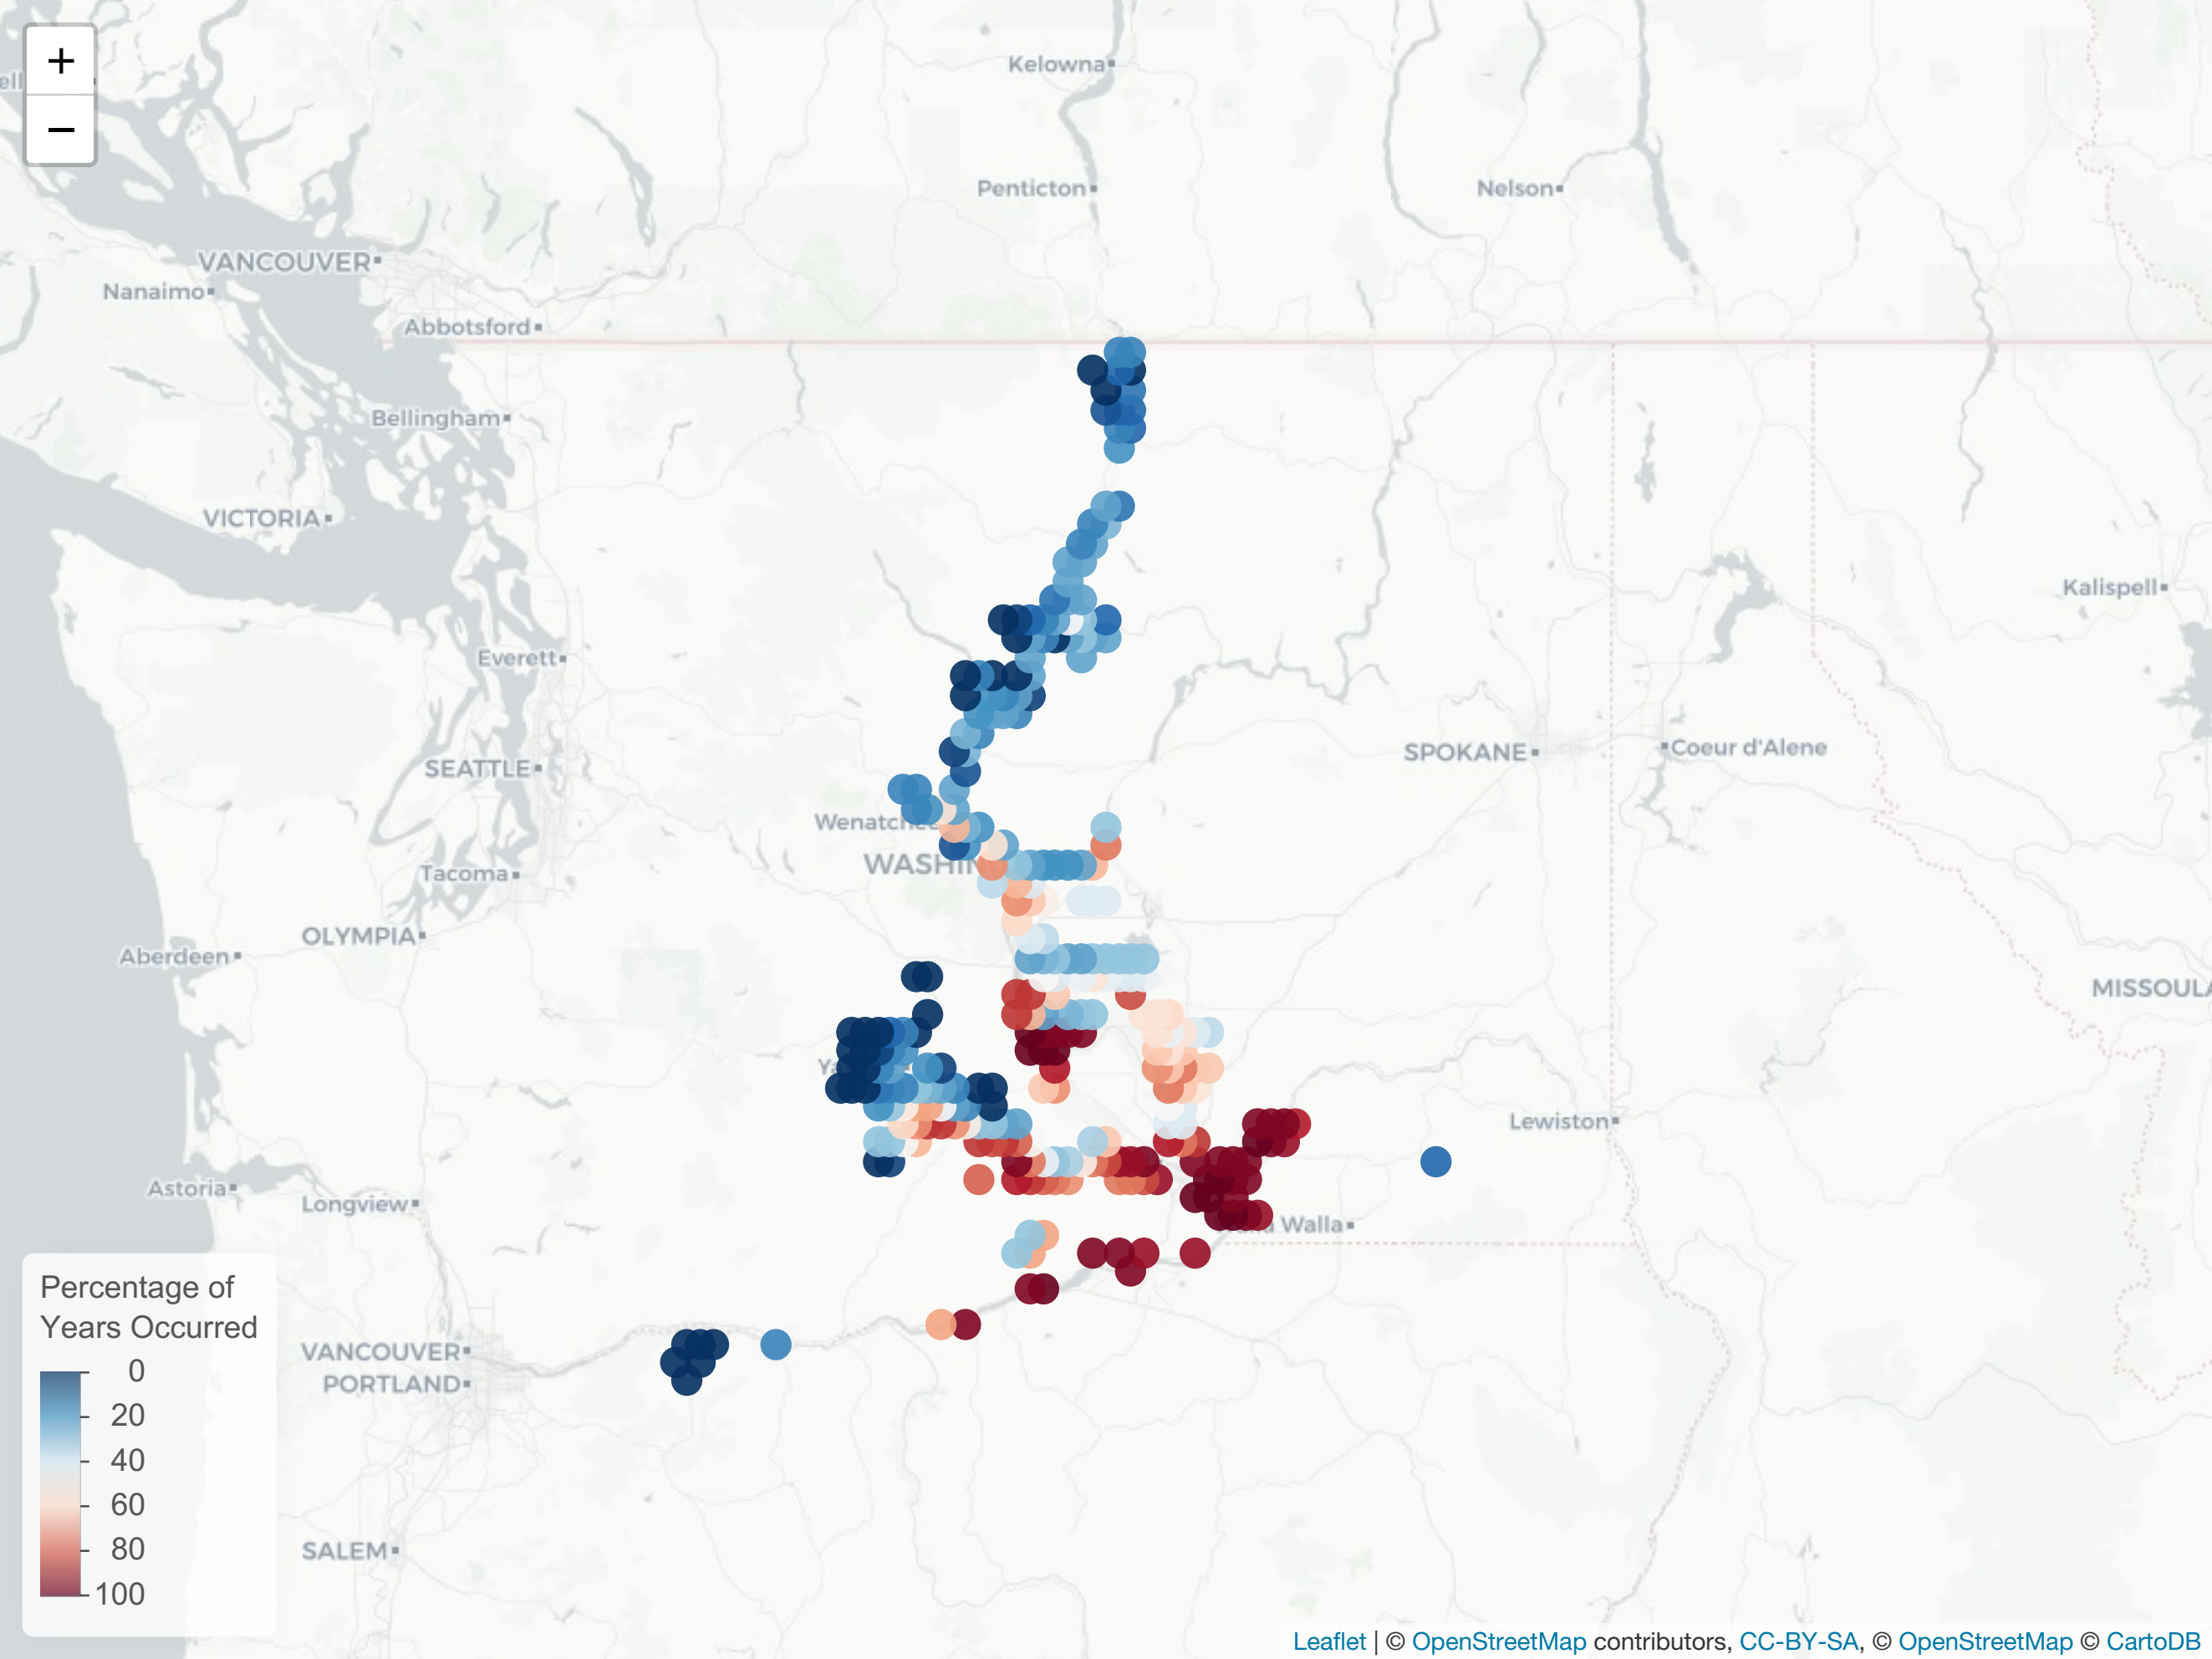 +
−
Kelowna
Penticton
Nelson
VANCOUVER
Nanaimo
Abbotsford
Bellingham
VICTORIA
Kalispell
Everett
SPOKANE
Coeur d'Alene
SEATTLE
Tacoma
OLYMPIA
Aberdeen
MISSOULA
Lewiston
Astoria
Longview
Walla
VANCOUVER
PORTLAND
SALEM
Percentage of
Years Occurred
0
20
40
60
80
100
Leaflet | © OpenStreetMap contributors, CC-BY-SA, © OpenStreetMap © CartoDB